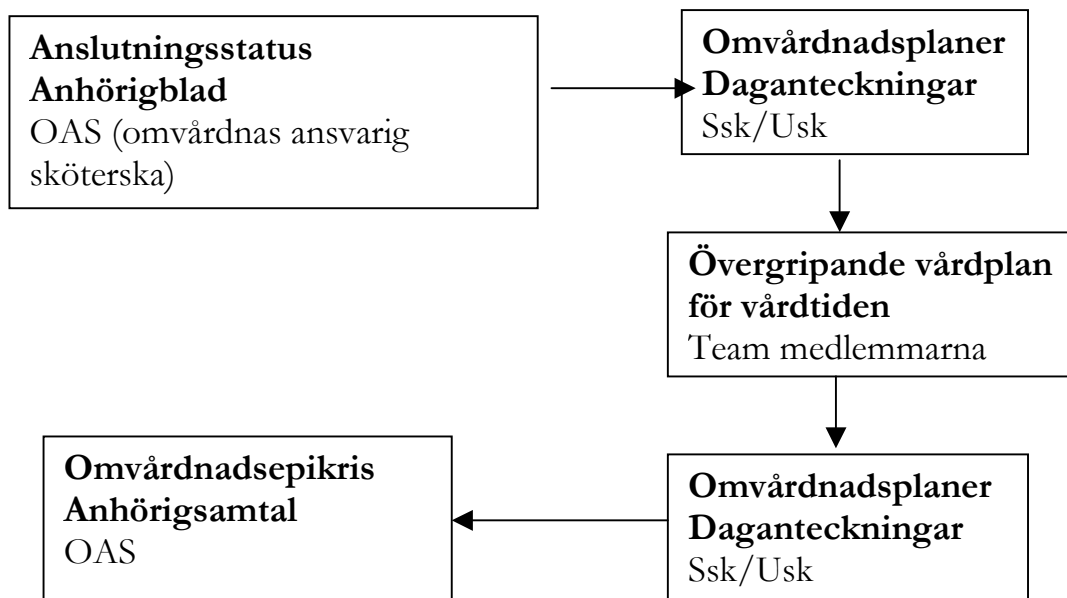 Anslutningsstatus
Anhörigblad
OAS (omvårdnas ansvarig
sköterska)
Omvårdnadsplaner
Daganteckningar
Ssk/Usk
Övergripande vårdplan
för vårdtiden
Team medlemmarna
Omvårdnadsplaner
Daganteckningar
Ssk/Usk
Omvårdnadsepikris
Anhörigsamtal
OAS